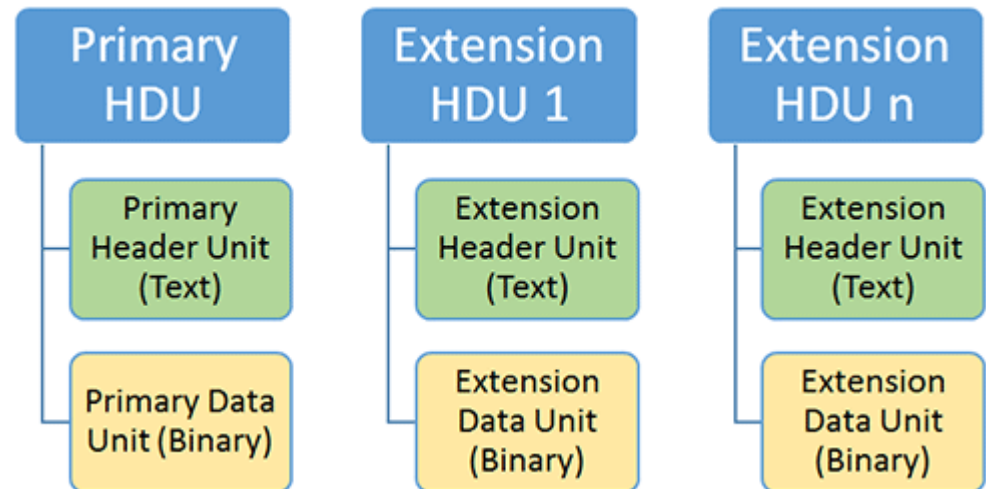 Primary
HDU
Extension
HDU 1
Extension
HDU n
Primary
Header Unit
(Text)
Extension
Header Unit
(Text)
Extension
Header Unit
(Text)
Primary Data
Unit (Binary)
Extension
Data Unit
(Binary)
Extension
Data Unit
(Binary)